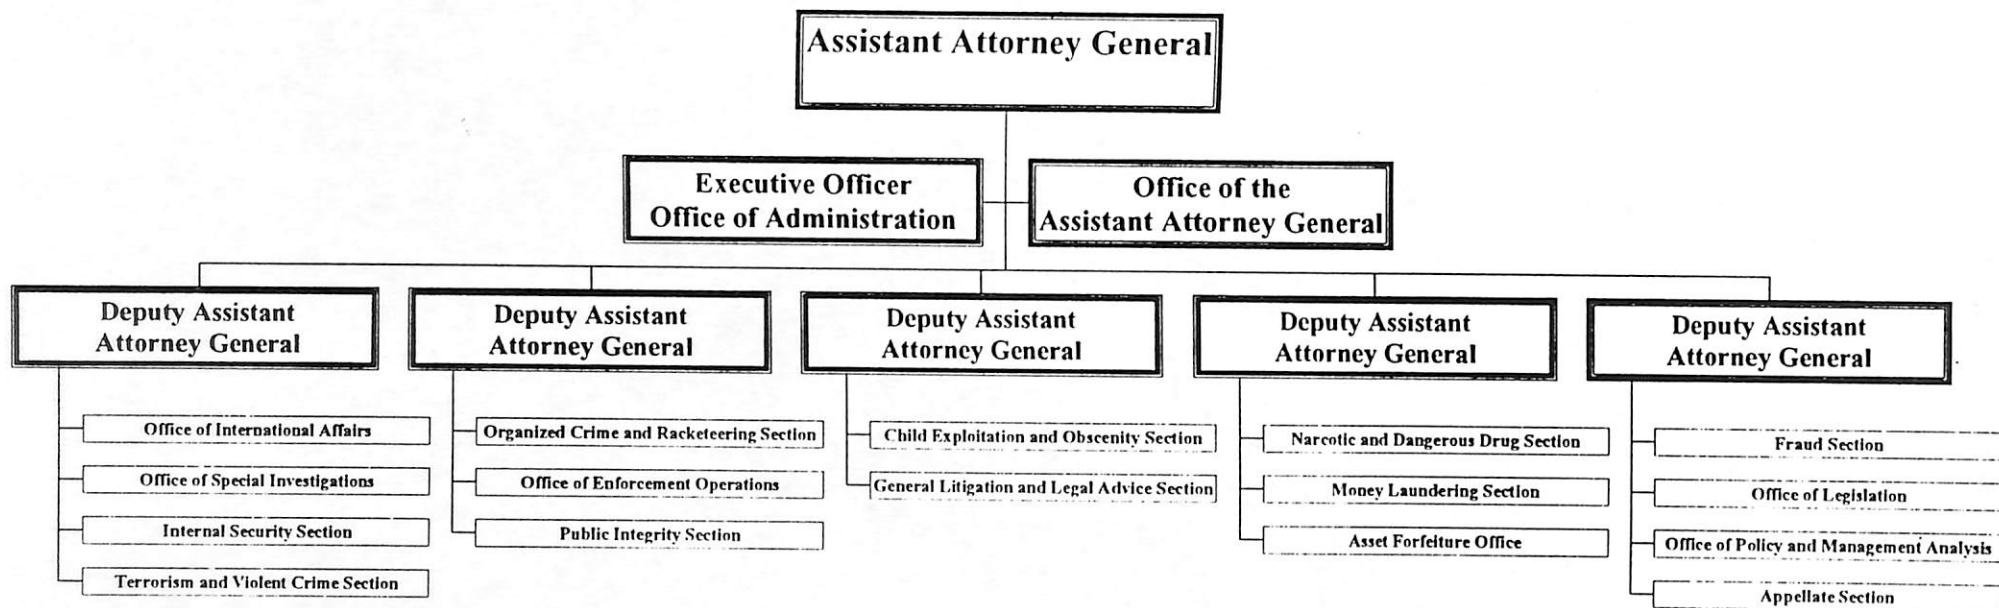 Assistant Attorney General
Executive Officer
Office of Administration
Office of the
Assistant Attorney General
Deputy Assistant
Attorney General
Office of International Affairs
Office of Special Investigations
Internal Security Section
Terrorism and Violent Crime Section
Deputy Assistant
Attorney General
Organized Crime and Racketeering Section
Office of Enforcement Operations
Public Integrity Section
Deputy Assistant
Attorney General
Child Exploitation and Obscenity Section
General Litigation and Legal Advice Section
Deputy Assistant
Attorney General
Narcotic and Dangerous Drug Section
Money Laundering Section
Asset Forfeiture Office
Deputy Assistant
Attorney General
Fraud Section
Office of Legislation
Office of Policy and Management Analysis
Appellate Section